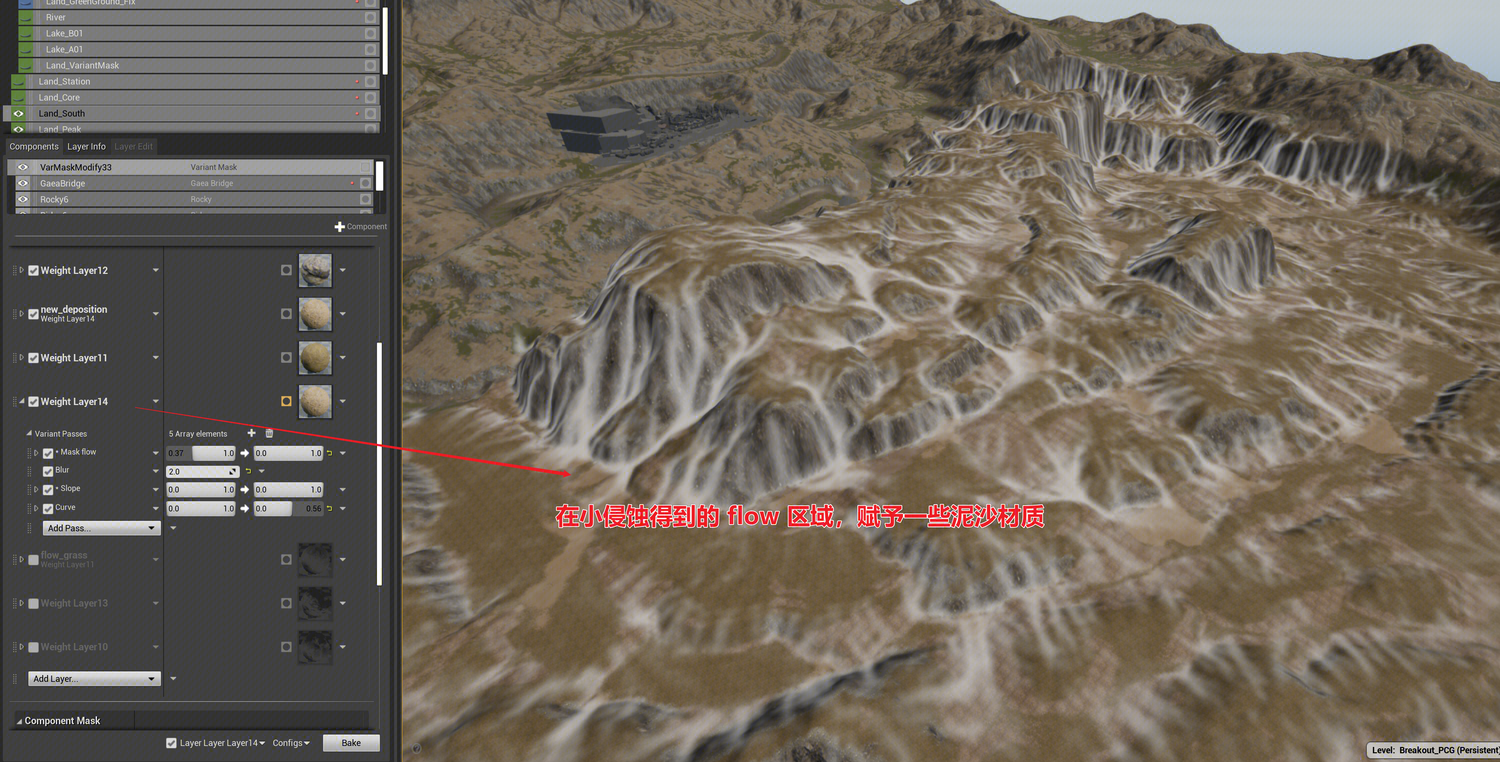 Land_GreenGround_Fix
River
Lake_B01
Lake_A01
Land_VariantMask
Land_Station
Land_Core
Land_South
Land_Peak
Components Layer Info Layer Edit
VarMaskModify33 Variant Mask
GaeaBridge Gaea Bridge
Rocky6 Rocky
Component
Weight Layer12
new_deposition
Weight Layer14
Weight Layer11
Weight Layer14
Variant Passes 5 Array elements
Mask flow 0.37 1.0 0.0 1.0
Blur 2.0
Slope 0.0 1.0 0.0 1.0
Curve 0.0 1.0 0.0 0.56
Add Pass...
flow_grass
Weight Layer11
Weight Layer13
Weight Layer10
Add Layer...
Component Mask
Layer Layer Layer14 Configs Bake
在小侵蚀得到的 flow 区域，赋予一些泥沙材质
Level: Breakout_PCG (Persistent)